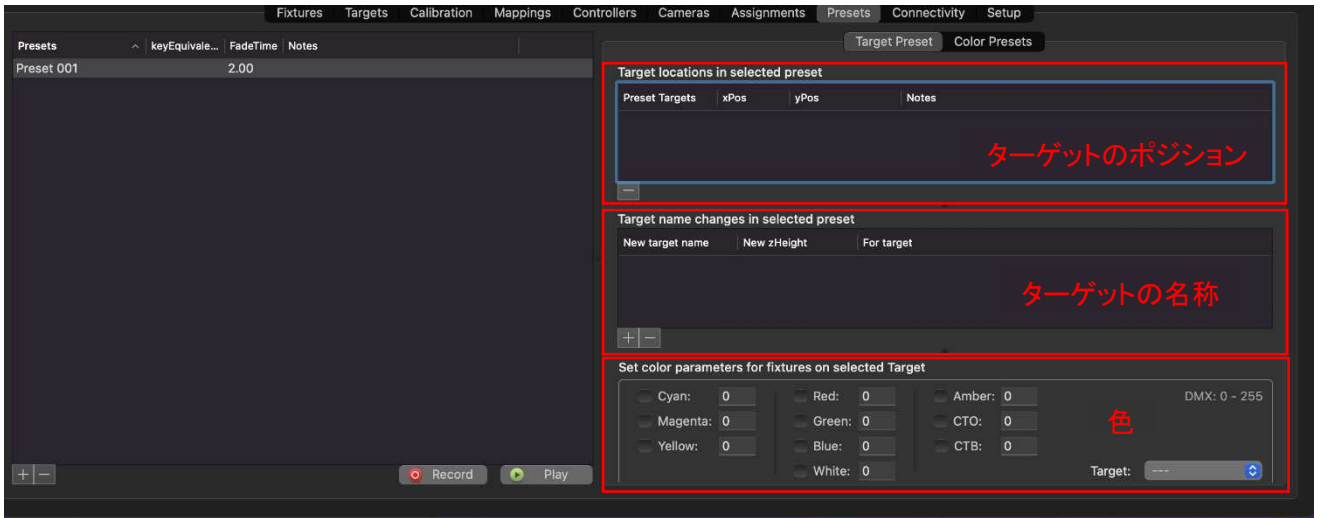 Fixtures Targets Calibration Mappings Controllers Cameras Assignments Presets Connectivity Setup
Presets keyEquivale... FadeTime Notes
Preset 001 2.00
+ − Record Play
Target Preset Color Presets
Target locations in selected preset
Preset Targets xPos yPos Notes
ターゲットのポジション
−
Target name changes in selected preset
New target name New zHeight For target
ターゲットの名称
+ −
Set color parameters for fixtures on selected Target
Cyan: 0 Red: 0 Amber: 0 DMX: 0 - 255
Magenta: 0 Green: 0 CTO: 0 色
Yellow: 0 Blue: 0 CTB: 0
White: 0 Target: ---